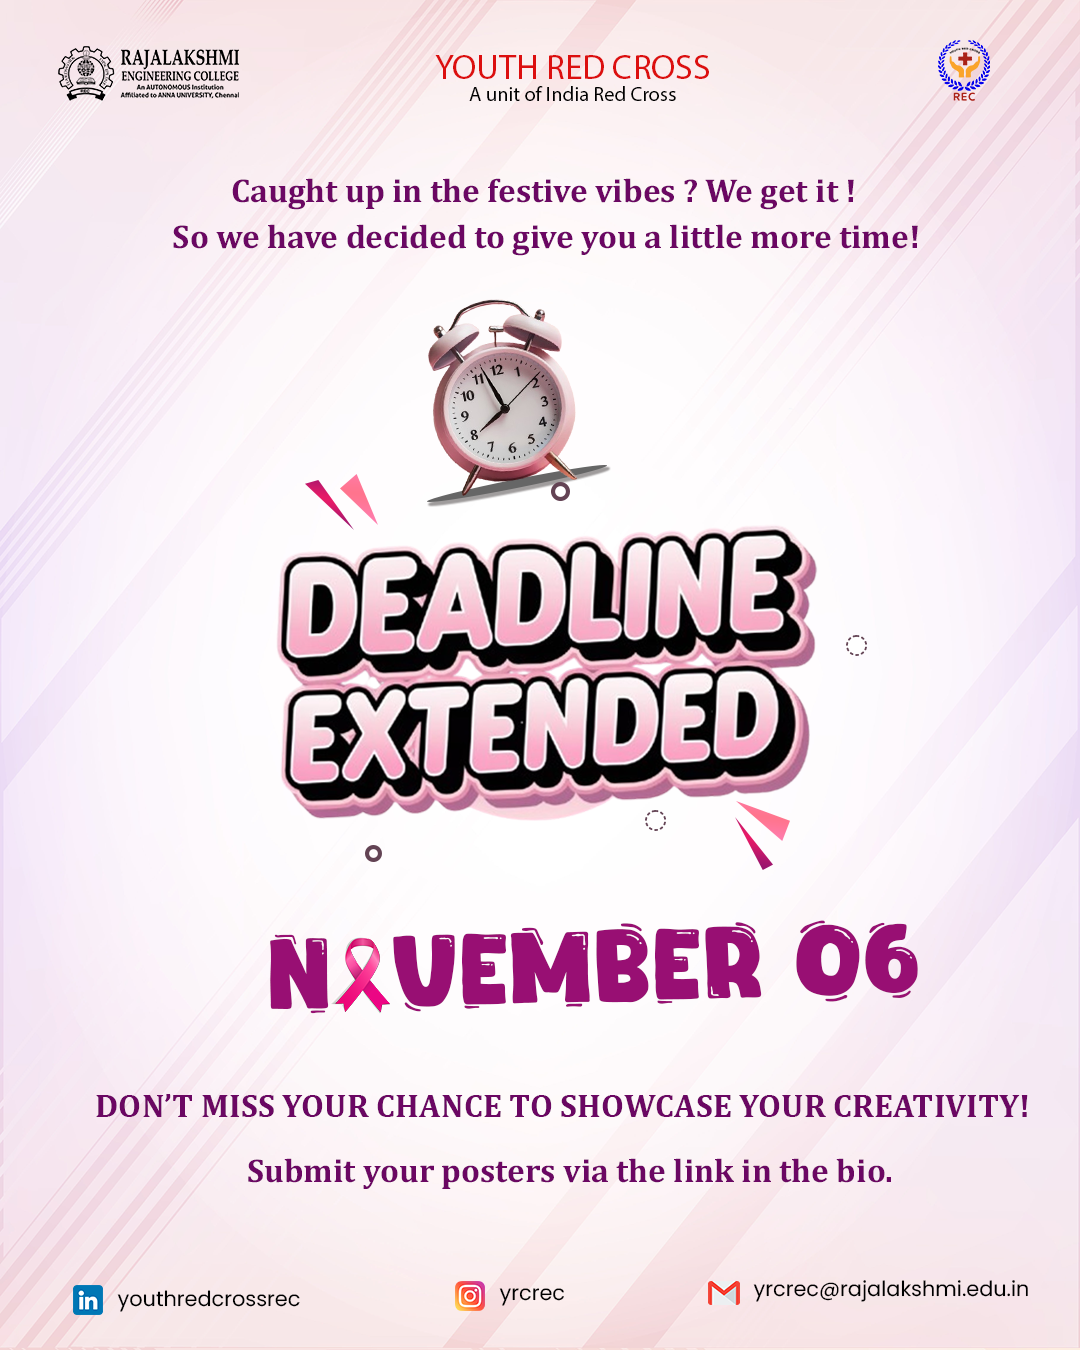 RAJALAKSHMI
ENGINEERING COLLEGE
An AUTONOMOUS Institution
Affiliated to ANNA UNIVERSITY, Chennai
YOUTH RED CROSS
A unit of India Red Cross
YOUTH RED CROSS
REC
Caught up in the festive vibes ? We get it !
So we have decided to give you a little more time!
12
1
2
3
4
5
6
7
8
9
10
11
DEADLINE
EXTENDED
NOVEMBER 06
DON'T MISS YOUR CHANCE TO SHOWCASE YOUR CREATIVITY!
Submit your posters via the link in the bio.
in youthredcrossrec
yrcrec
yrcrec@rajalakshmi.edu.in